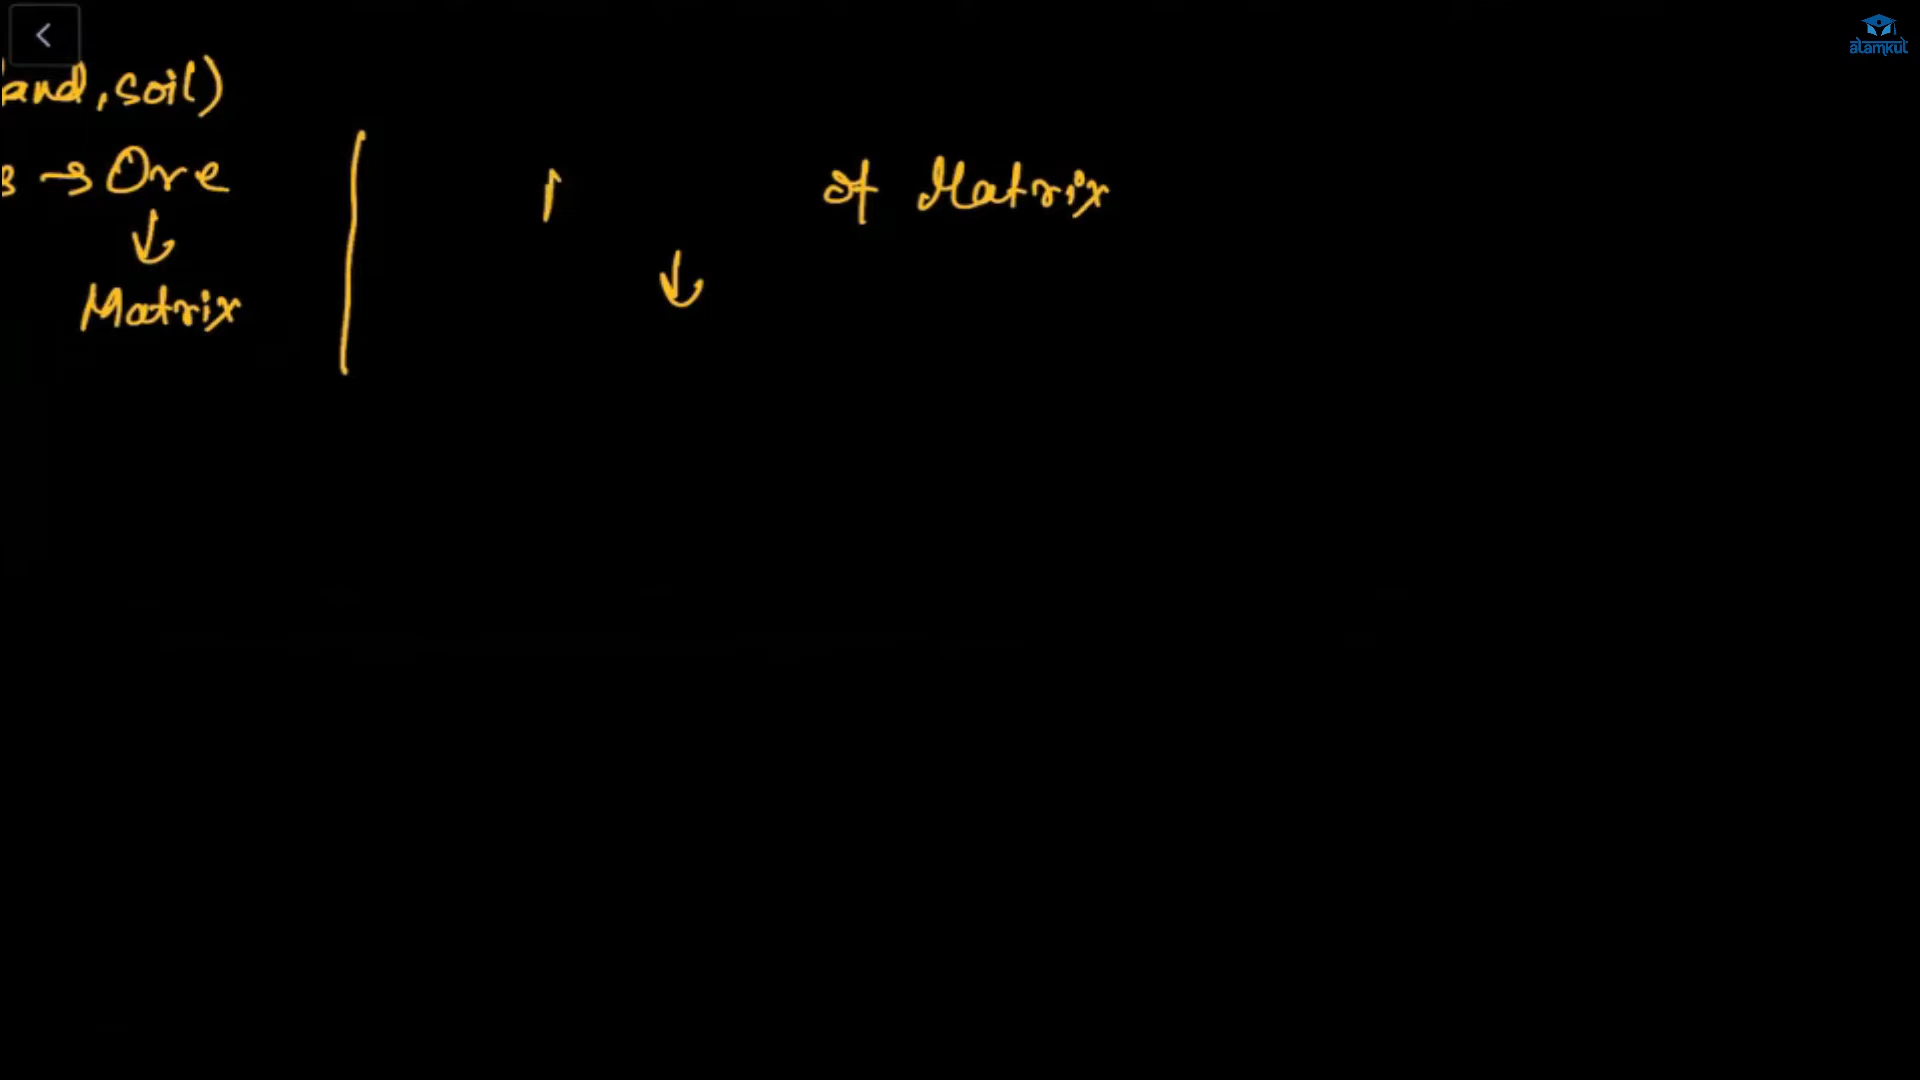 and, soil)
→ Ore
↓
Matrix
of Matrix
↓
alamkul